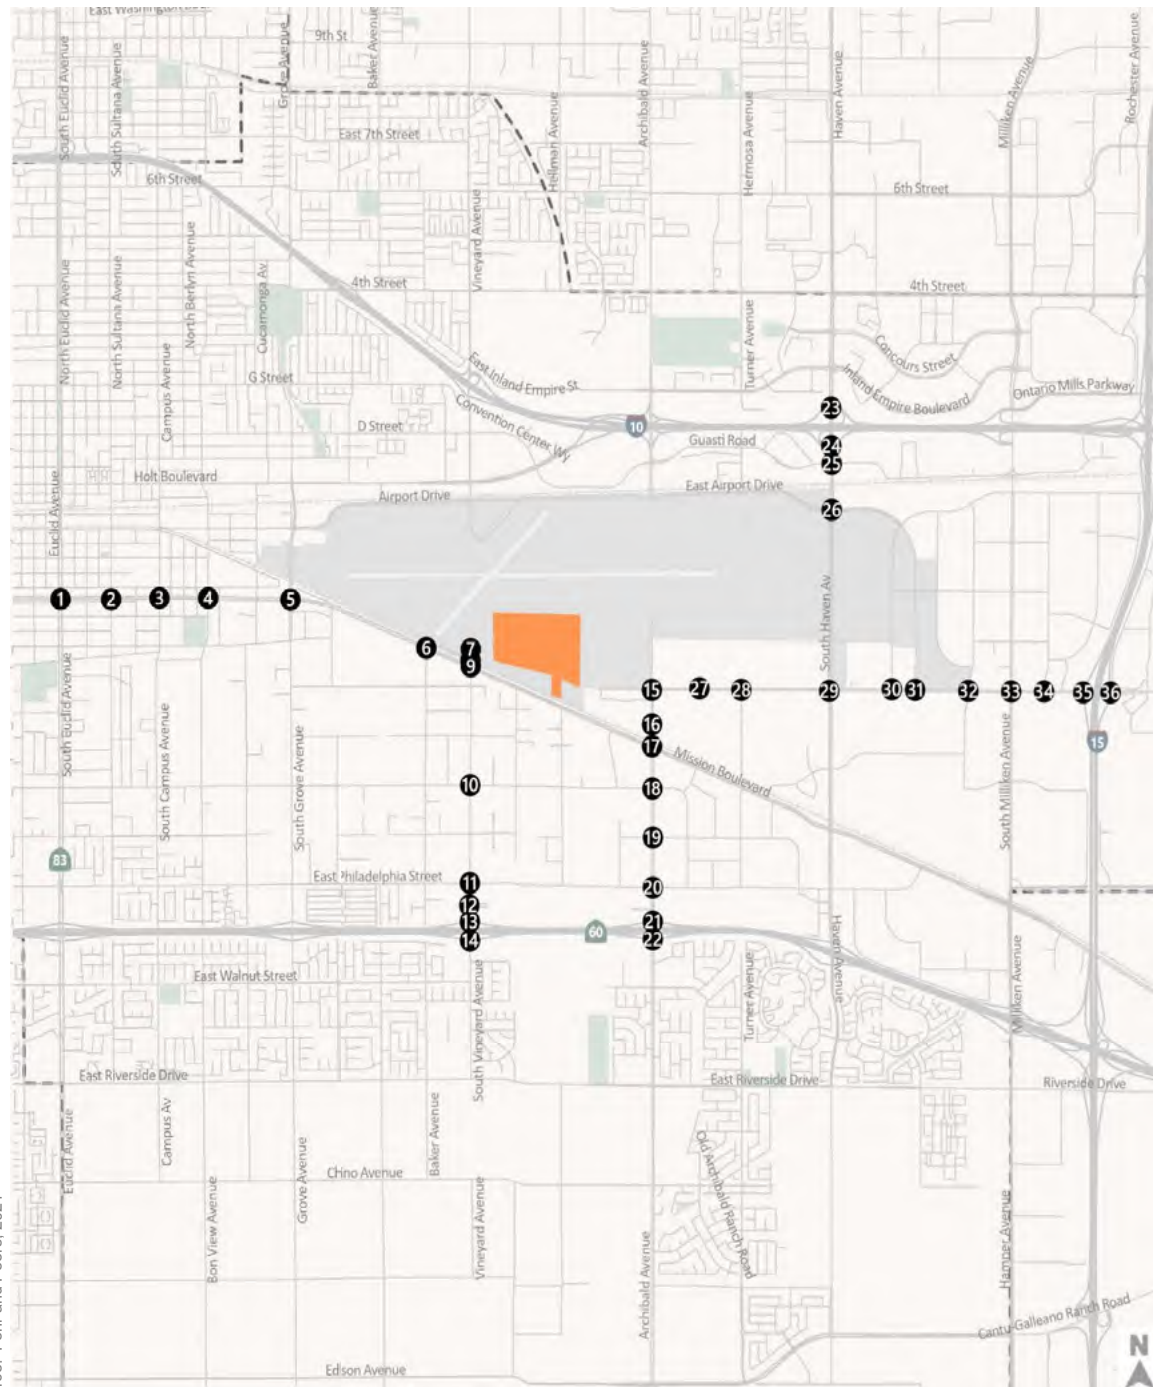 9th St
Baker Avenue
South Euclid Avenue
South Sultana Avenue
Grove Avenue
Archibald Avenue
Haven Avenue
Milliken Avenue
Rochester Avenue
East 7th Street
Hellman Avenue
Hermosa Avenue
6th Street
6th Street
Vineyard Avenue
North Euclid Avenue
North Sultana Avenue
North Berlyn Avenue
Cucamonga Av
4th Street
4th Street
Campus Avenue
Turner Avenue
Concours Street
Inland Empire Boulevard
Ontario Mills Parkway
G Street
East Inland Empire St
Convention Center Wy
D Street
10
23
Guasti Road
24
25
Holt Boulevard
East Airport Drive
Airport Drive
26
Euclid Avenue
1
2
3
4
5
South Haven Av
6
7
9
15
27
28
29
30
31
32
33
34
35
36
South Euclid Avenue
South Campus Avenue
South Grove Avenue
16
17
Mission Boulevard
15
South Milliken Avenue
10
18
19
83
East Philadelphia Street
11
20
12
13
60
21
14
22
Haven Avenue
East Walnut Street
South Vineyard Avenue
Turner Avenue
Milliken Avenue
East Riverside Drive
East Riverside Drive
Riverside Drive
Euclid Avenue
Campus Av
Baker Avenue
Old Archibald Ranch Road
Chino Avenue
Grove Avenue
Bon View Avenue
Vineyard Avenue
Archibald Avenue
Hamner Avenue
Cantu-Galleano Ranch Road
Edison Avenue
N